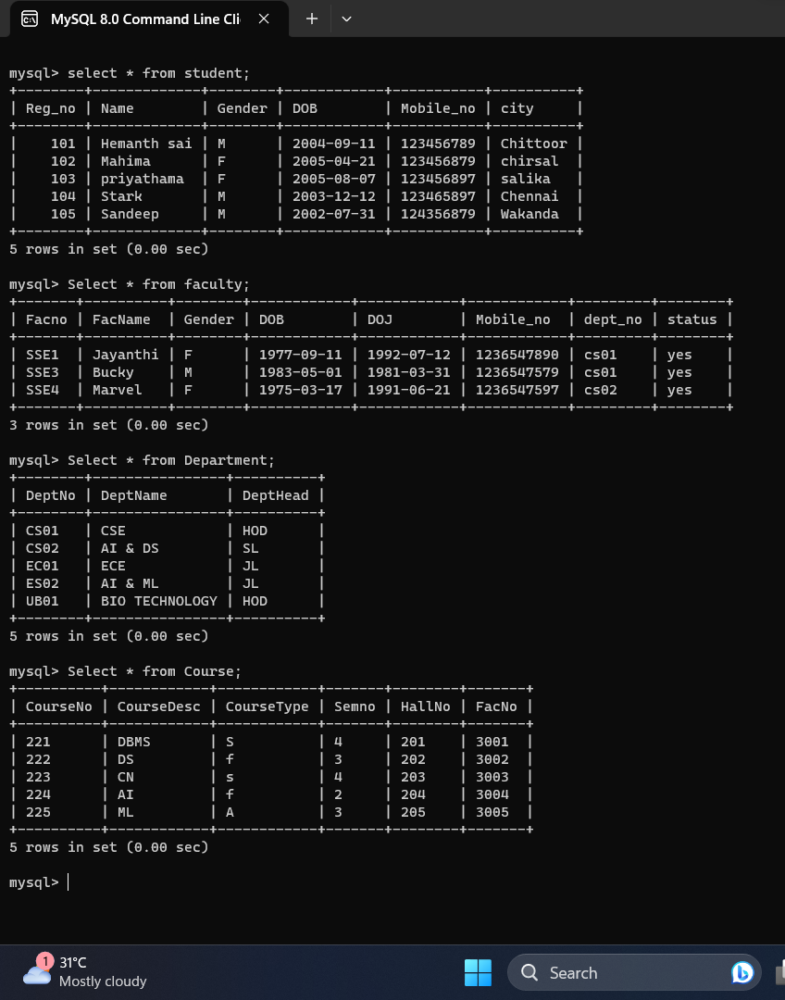 MySQL 8.0 Command Line Cli
mysql> select * from student;
+--------+-------------+--------+------------+-----------+----------+
| Reg_no | Name        | Gender | DOB        | Mobile_no | city     |
+--------+-------------+--------+------------+-----------+----------+
|    101 | Hemanth sai | M      | 2004-09-11 | 123456789 | Chittoor |
|    102 | Mahima      | F      | 2005-04-21 | 123456879 | chirsal  |
|    103 | priyathama  | F      | 2005-08-07 | 123456897 | salika   |
|    104 | Stark       | M      | 2003-12-12 | 123465897 | Chennai  |
|    105 | Sandeep     | M      | 2002-07-31 | 124356879 | Wakanda  |
+--------+-------------+--------+------------+-----------+----------+
5 rows in set (0.00 sec)
mysql> Select * from faculty;
+-------+----------+--------+------------+------------+------------+---------+--------+
| Facno | FacName  | Gender | DOB        | DOJ        | Mobile_no  | dept_no | status |
+-------+----------+--------+------------+------------+------------+---------+--------+
| SSE1  | Jayanthi | F      | 1977-09-11 | 1992-07-12 | 1236547890 | cs01    | yes    |
| SSE3  | Bucky    | M      | 1983-05-01 | 1981-03-31 | 1236547579 | cs01    | yes    |
| SSE4  | Marvel   | F      | 1975-03-17 | 1991-06-21 | 1236547597 | cs02    | yes    |
+-------+----------+--------+------------+------------+------------+---------+--------+
3 rows in set (0.00 sec)
mysql> Select * from Department;
+--------+----------------+----------+
| DeptNo | DeptName       | DeptHead |
+--------+----------------+----------+
| CS01   | CSE            | HOD      |
| CS02   | AI & DS        | SL       |
| EC01   | ECE            | JL       |
| ES02   | AI & ML        | JL       |
| UB01   | BIO TECHNOLOGY | HOD      |
+--------+----------------+----------+
5 rows in set (0.00 sec)
mysql> Select * from Course;
+----------+------------+------------+-------+--------+-------+
| CourseNo | CourseDesc | CourseType | Semno | HallNo | FacNo |
+----------+------------+------------+-------+--------+-------+
| 221      | DBMS       | S          | 4     | 201    | 3001  |
| 222      | DS         | f          | 3     | 202    | 3002  |
| 223      | CN         | s          | 4     | 203    | 3003  |
| 224      | AI         | f          | 2     | 204    | 3004  |
| 225      | ML         | A          | 3     | 205    | 3005  |
+----------+------------+------------+-------+--------+-------+
5 rows in set (0.00 sec)
mysql>
1
31°C
Mostly cloudy
Search